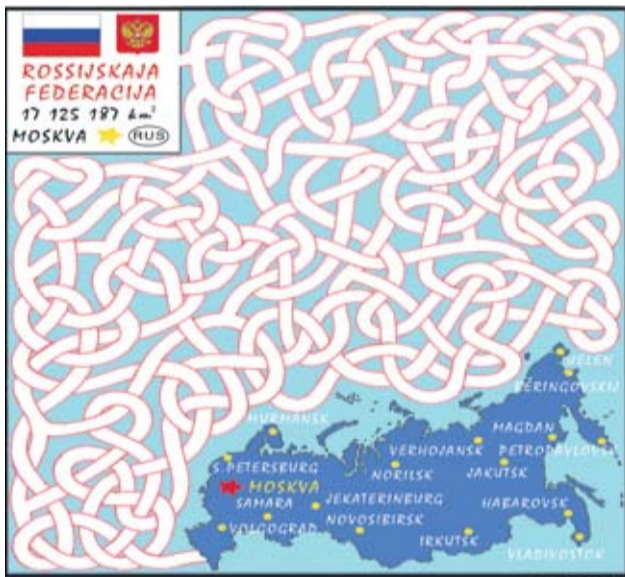 ROSSIJSKAJA
FEDERACIJA
17 125 187 km²
MOSKVA RUS
UELEN
BERINGOVSKIJ
MURMANSK
MAGDAN
VERHOJANSK
PETROPAVLOVSK
S.PETERSBURG
NORILSK
JAKUTSK
MOSKVA
SAMARA
JEKATERINBURG
HABAROVSK
VOLGOGRAD
NOVOSIBIRSK
IRKUTSK
VLADIVOSTOK